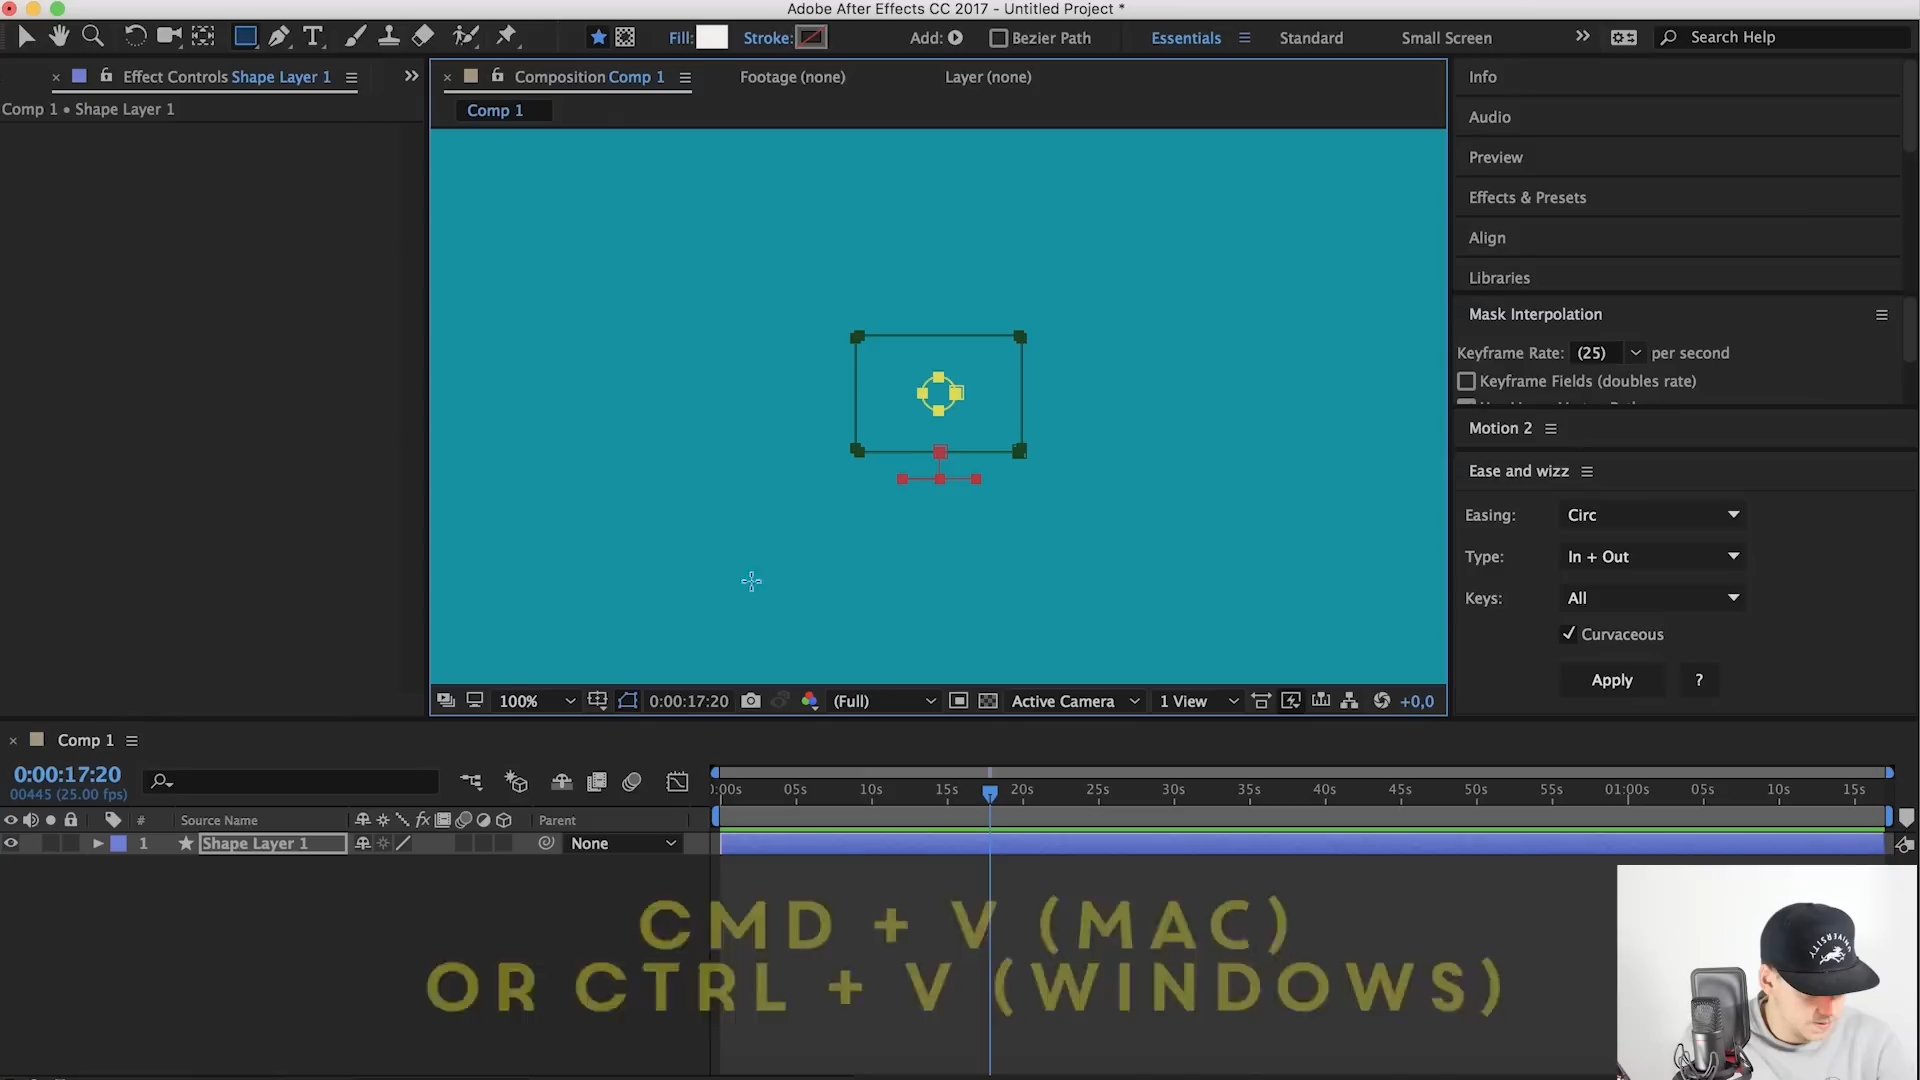 Adobe After Effects CC 2017 - Untitled Project *
Fill: Stroke: Add: Bezier Path Essentials Standard Small Screen Search Help
Effect Controls Shape Layer 1
Composition Comp 1 Footage (none) Layer (none)
Comp 1 • Shape Layer 1
Comp 1
Info
Audio
Preview
Effects & Presets
Align
Libraries
Mask Interpolation
Keyframe Rate: (25) per second
Keyframe Fields (doubles rate)
Motion 2
Ease and wizz
Easing: Circ
Type: In + Out
Keys: All
Curvaceous
Apply ?
100% 0:00:17:20 (Full) Active Camera 1 View +0,0
Comp 1
0:00:17:20
00445 (25.00 fps)
:00s 05s 10s 15s 20s 25s 30s 35s 40s 45s 50s 55s 01:00s 05s 10s 15s
# Source Name fx Parent
1 Shape Layer 1 None
CMD + V (MAC)
OR CTRL + V (WINDOWS)